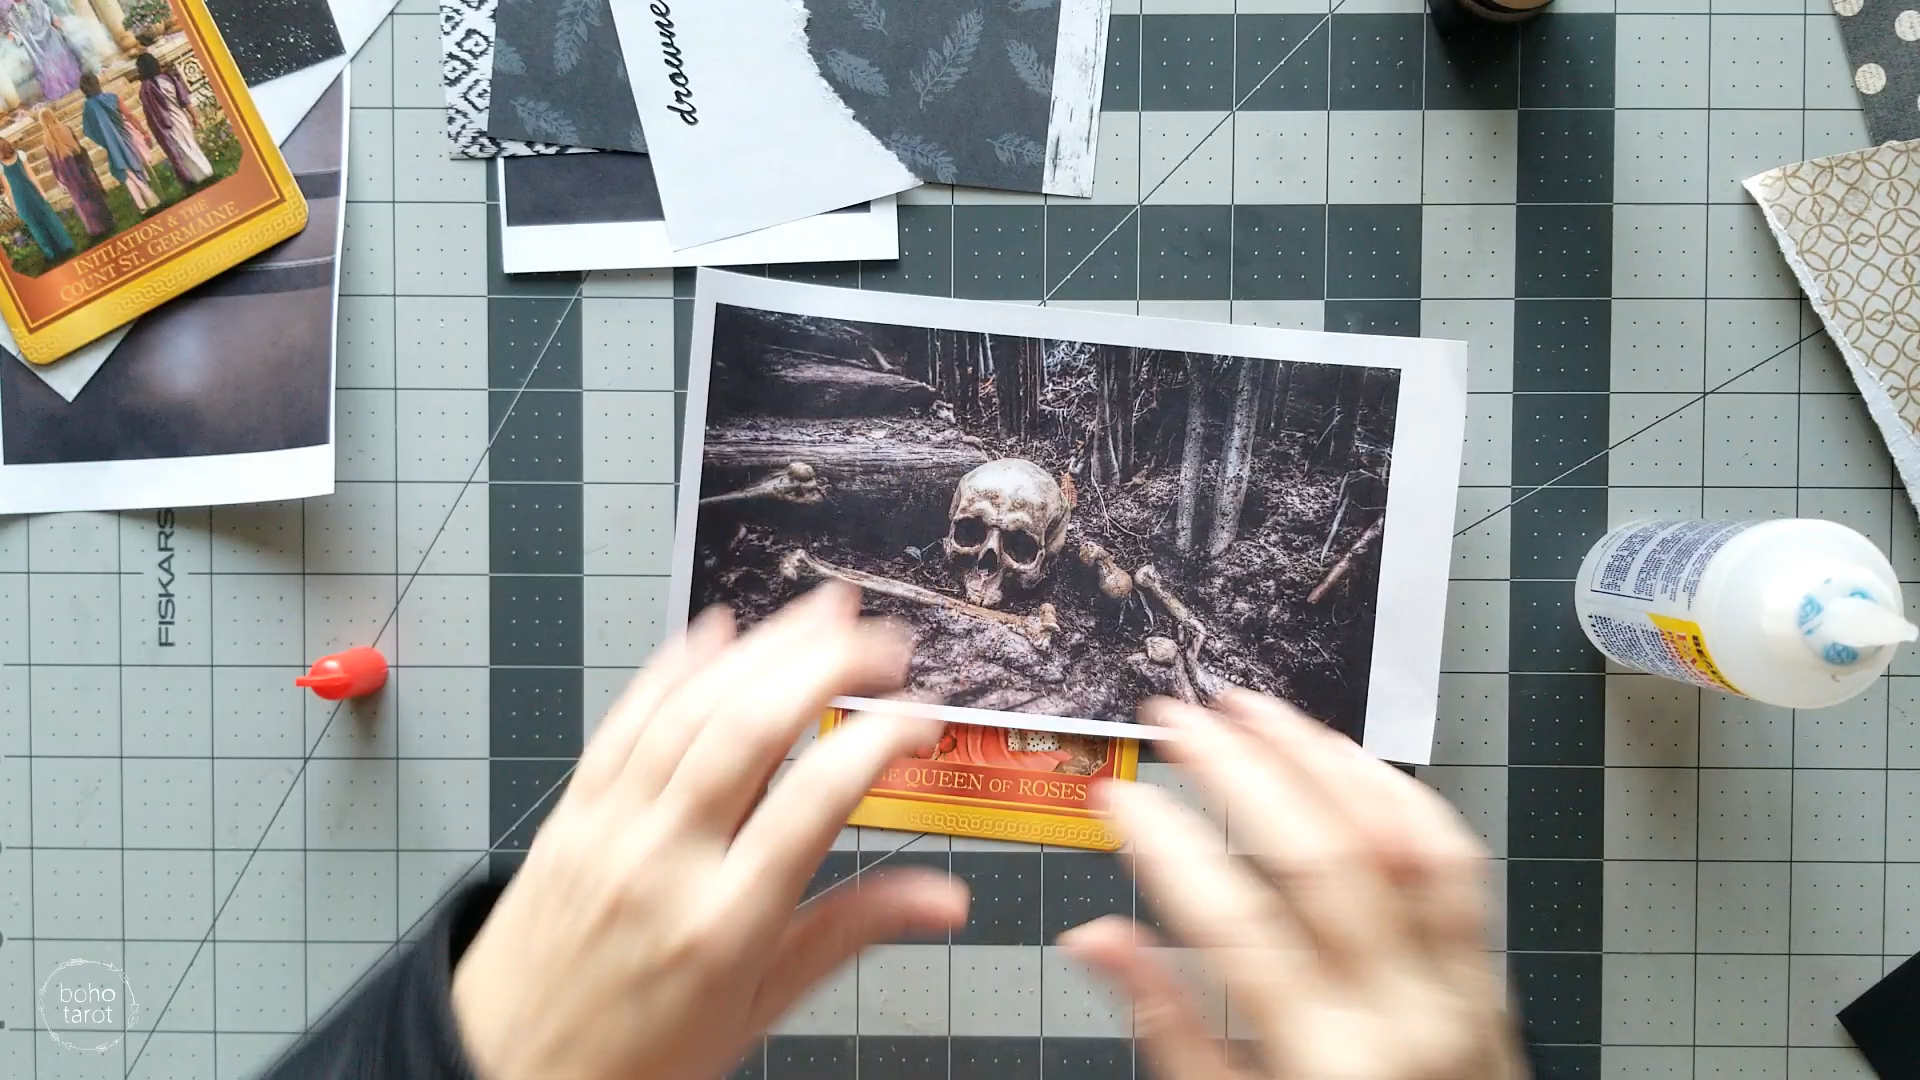 INITIATION & THE
COUNT ST. GERMAINE
drowne
FISKARS
QUEEN OF ROSES
boho
tarot